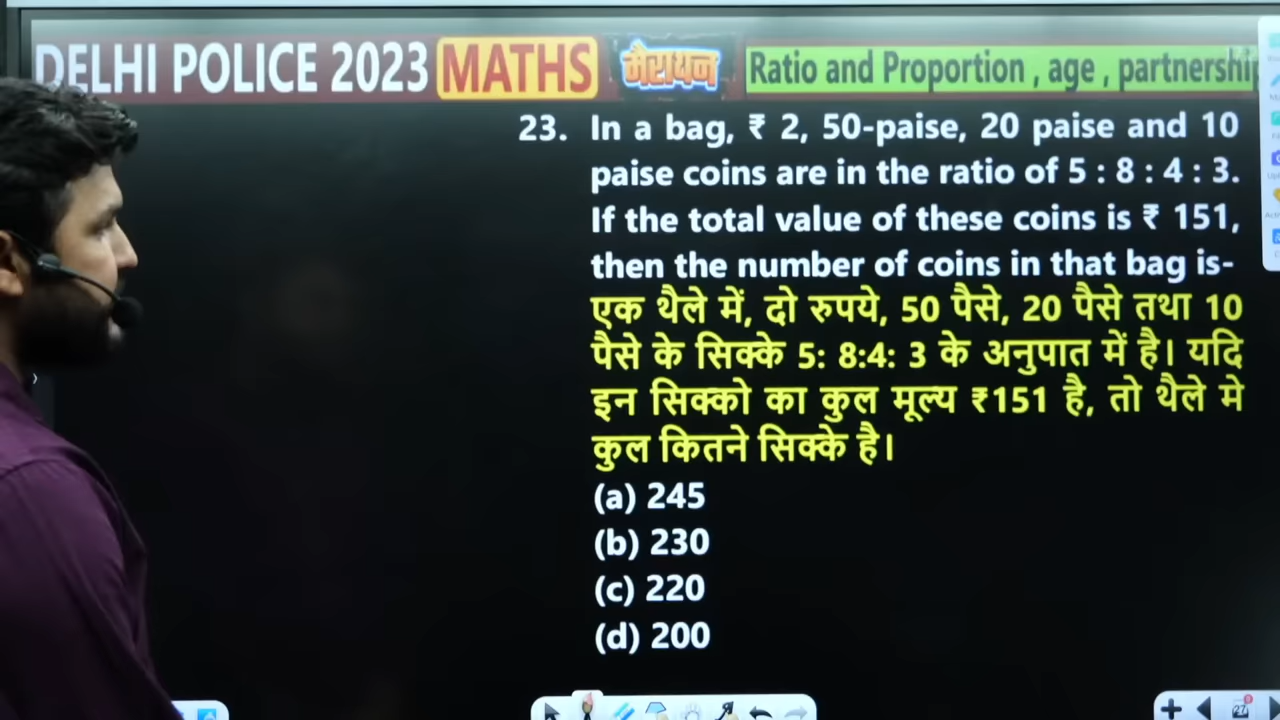 DELHI POLICE 2023 MATHS मैराथन Ratio and Proportion , age , partnership
23. In a bag, ₹ 2, 50-paise, 20 paise and 10
paise coins are in the ratio of 5 : 8 : 4 : 3.
If the total value of these coins is ₹ 151,
then the number of coins in that bag is-
एक थैले में, दो रुपये, 50 पैसे, 20 पैसे तथा 10
पैसे के सिक्के 5: 8:4: 3 के अनुपात में है। यदि
इन सिक्को का कुल मूल्य ₹151 है, तो थैले मे
कुल कितने सिक्के है।
(a) 245
(b) 230
(c) 220
(d) 200
27